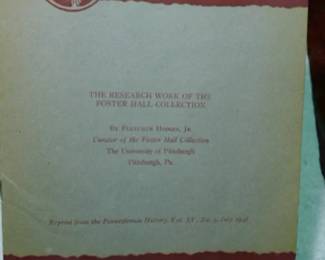 THE RESEARCH WORK OF THE
FOSTER HALL COLLECTION
By Fletcher Hodges, Jr.
Curator of the Foster Hall Collection
The University of Pittsburgh
Pittsburgh, Pa.
Reprint from the Pennsylvania History, Vol. XV, No. 3, July 1948